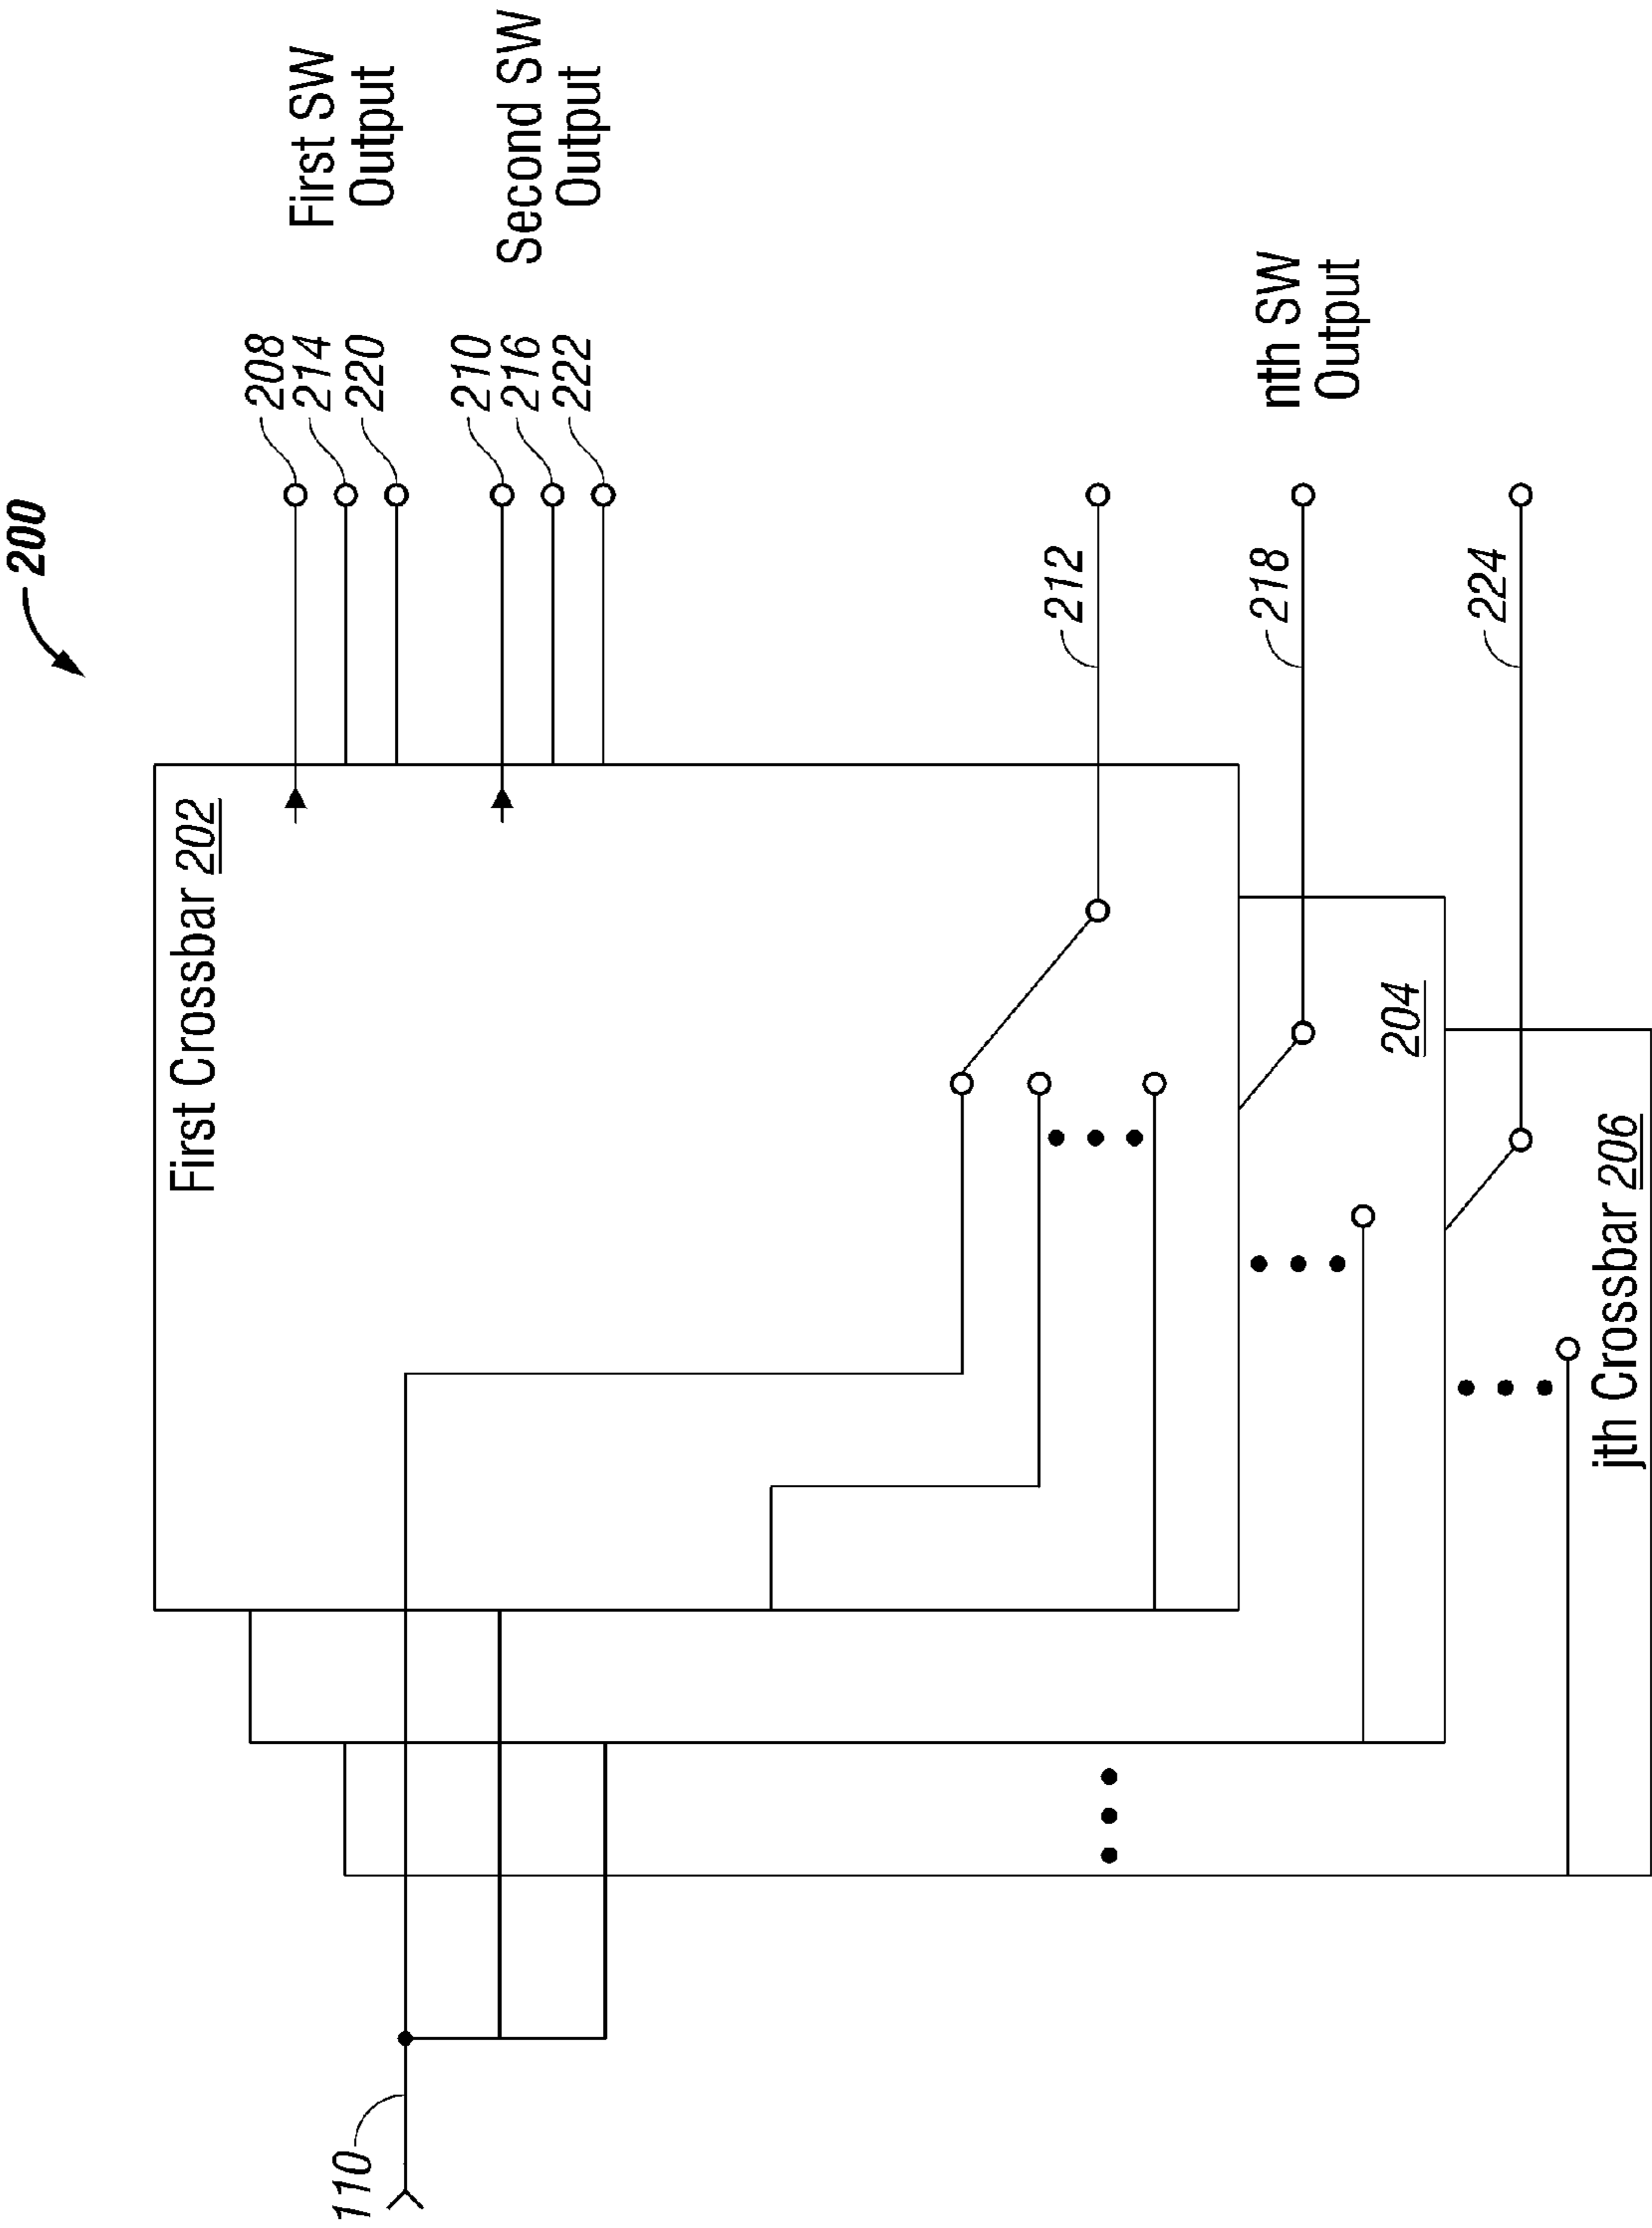 200
First Crossbar 202
208
214
220
First SW
Output
210
216
222
Second SW
Output
212
218
nth SW
Output
224
204
jth Crossbar 206
110